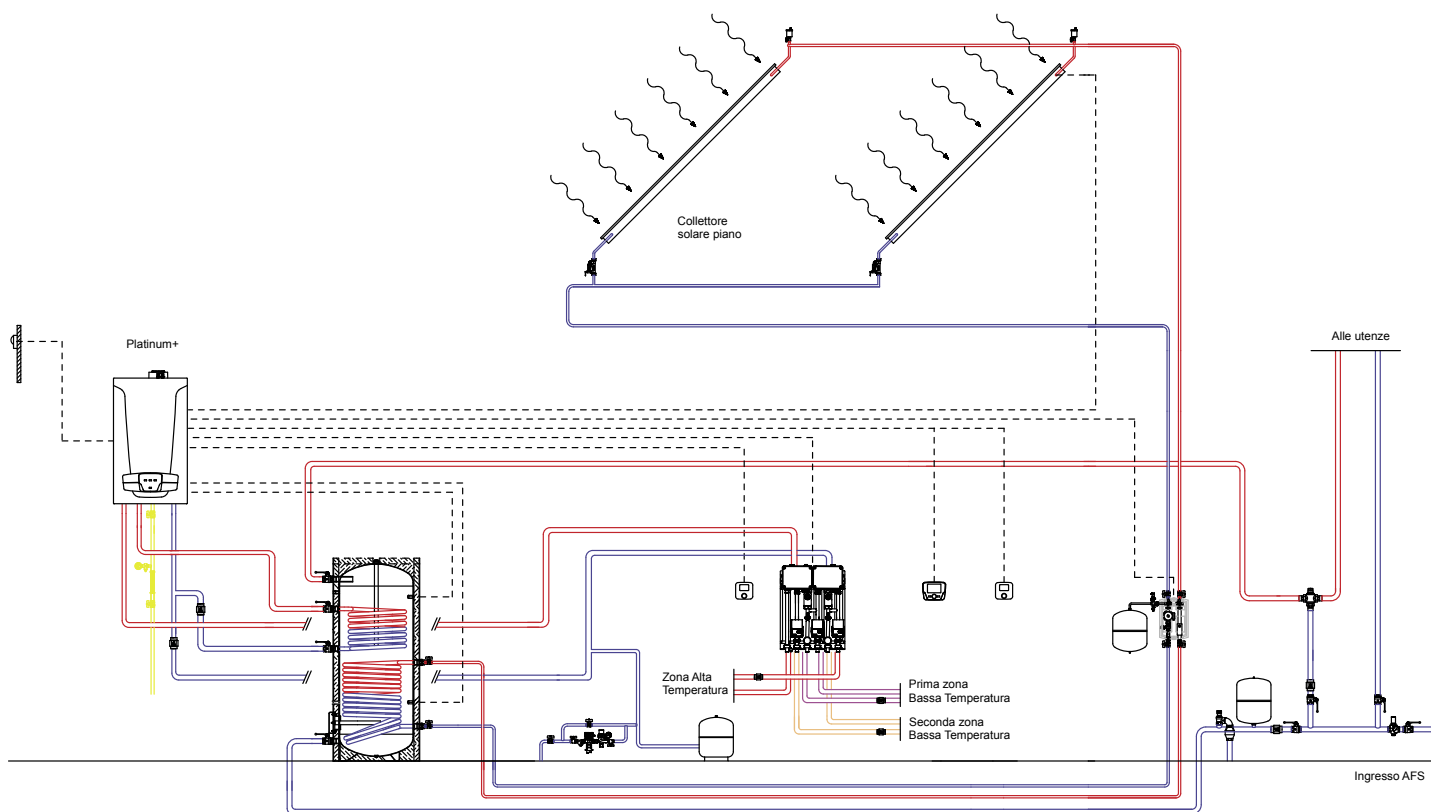 Collettore
solare piano
Platinum+
Alle utenze
Zona Alta
Temperatura
Prima zona
Bassa Temperatura
Seconda zona
Bassa Temperatura
Ingresso AFS